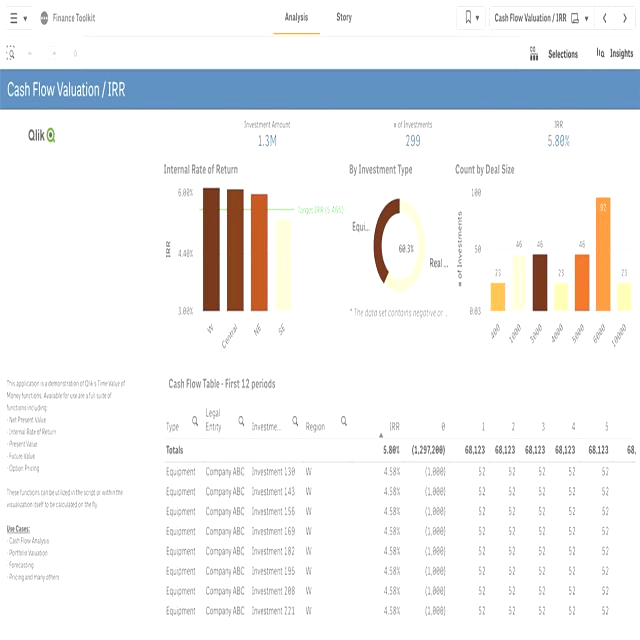 Finance Toolkit
Analysis
Story
Cash Flow Valuation / IRR
Selections
Insights
Cash Flow Valuation / IRR
Qlik
Investment Amount
1.3M
# of Investments
299
IRR
5.80%
Internal Rate of Return
6.00%
4.40%
3.00%
IRR
Target IRR (5.46%)
W
Central
NE
SE
By Investment Type
Equi...
60.3%
Real ...
* The data set contains negative or ...
Count by Deal Size
# of Investments
100
50
0.03
23
46
46
23
46
92
23
400
1000
3000
4000
5000
6000
10000
This application is a demonstration of Qlik's Time Value of
Money functions. Available for use are a full suite of
functions including:
- Net Present Value
- Internal Rate of Return
- Present Value
- Future Value
- Option Pricing
These functions can be utilized in the script or within the
visualization itself to be calculated on the fly.
Use Cases:
- Cash Flow Analysis
- Portfolio Valuation
- Forecasting
- Pricing and many others
Cash Flow Table - First 12 periods
Type Legal Entity Investme... Region IRR 0 1 2 3 4 5
Totals 5.80% (1,297,200) 68,123 68,123 68,123 68,123 68,123 68,
Equipment Company ABC Investment 130 W 4.58% (1,000) 52 52 52 52 52
Equipment Company ABC Investment 143 W 4.58% (1,000) 52 52 52 52 52
Equipment Company ABC Investment 156 W 4.58% (1,000) 52 52 52 52 52
Equipment Company ABC Investment 169 W 4.58% (1,000) 52 52 52 52 52
Equipment Company ABC Investment 182 W 4.58% (1,000) 52 52 52 52 52
Equipment Company ABC Investment 195 W 4.58% (1,000) 52 52 52 52 52
Equipment Company ABC Investment 208 W 4.58% (1,000) 52 52 52 52 52
Equipment Company ABC Investment 221 W 4.58% (1,000) 52 52 52 52 52